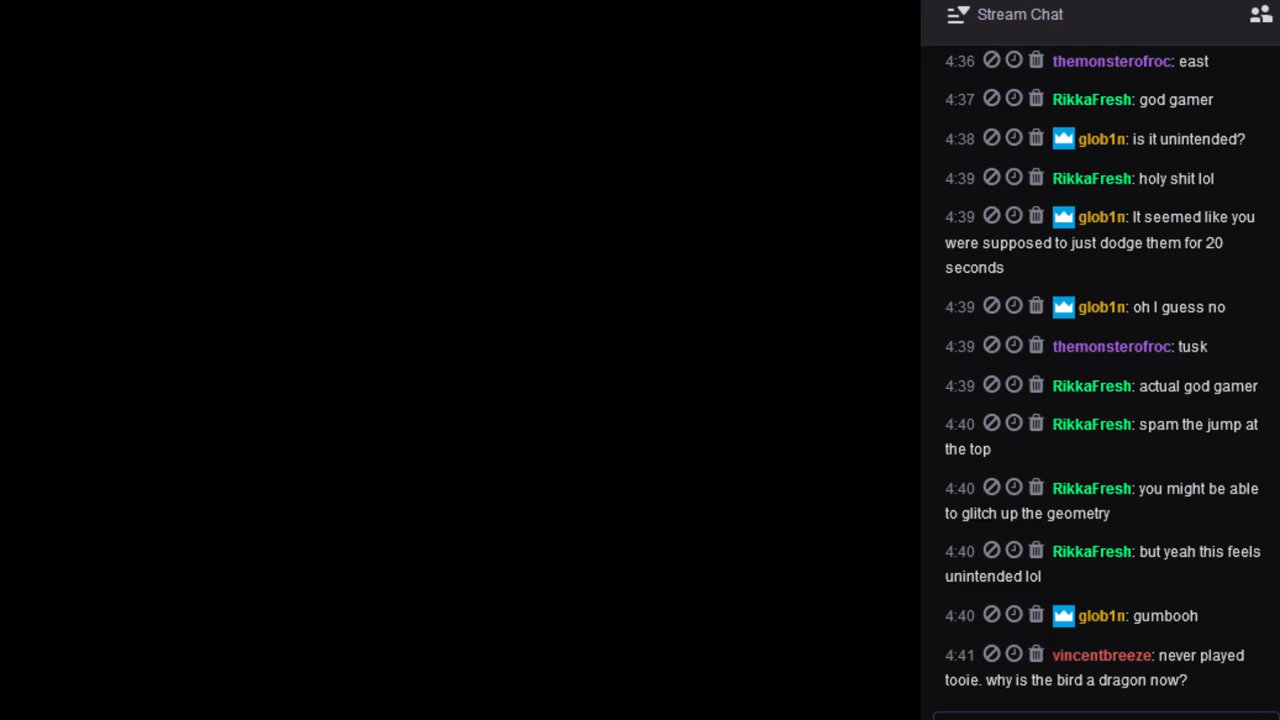 Stream Chat
4:36 themonsterofroc: east
4:37 RikkaFresh: god gamer
4:38 glob1n: is it unintended?
4:39 RikkaFresh: holy shit lol
4:39 glob1n: It seemed like you
were supposed to just dodge them for 20
seconds
4:39 glob1n: oh I guess no
4:39 themonsterofroc: tusk
4:39 RikkaFresh: actual god gamer
4:40 RikkaFresh: spam the jump at
the top
4:40 RikkaFresh: you might be able
to glitch up the geometry
4:40 RikkaFresh: but yeah this feels
unintended lol
4:40 glob1n: gumbooh
4:41 vincentbreeze: never played
tooie. why is the bird a dragon now?